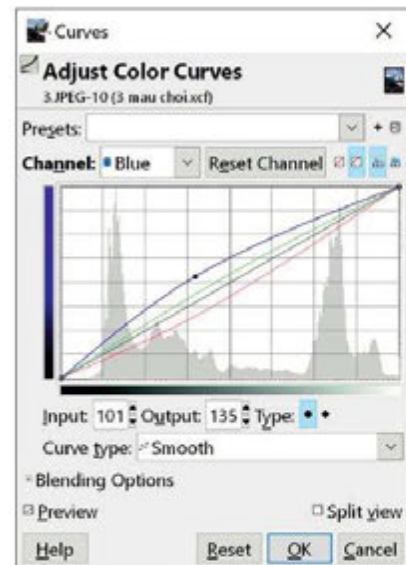 Curves
Adjust Color Curves
3.JPEG-10 (3 mau choi.xcf)
Presets:
Channel: Blue Reset Channel
Input: 101 Output: 135 Type:
Curve type: Smooth
Blending Options
Preview Split view
Help Reset OK Cancel